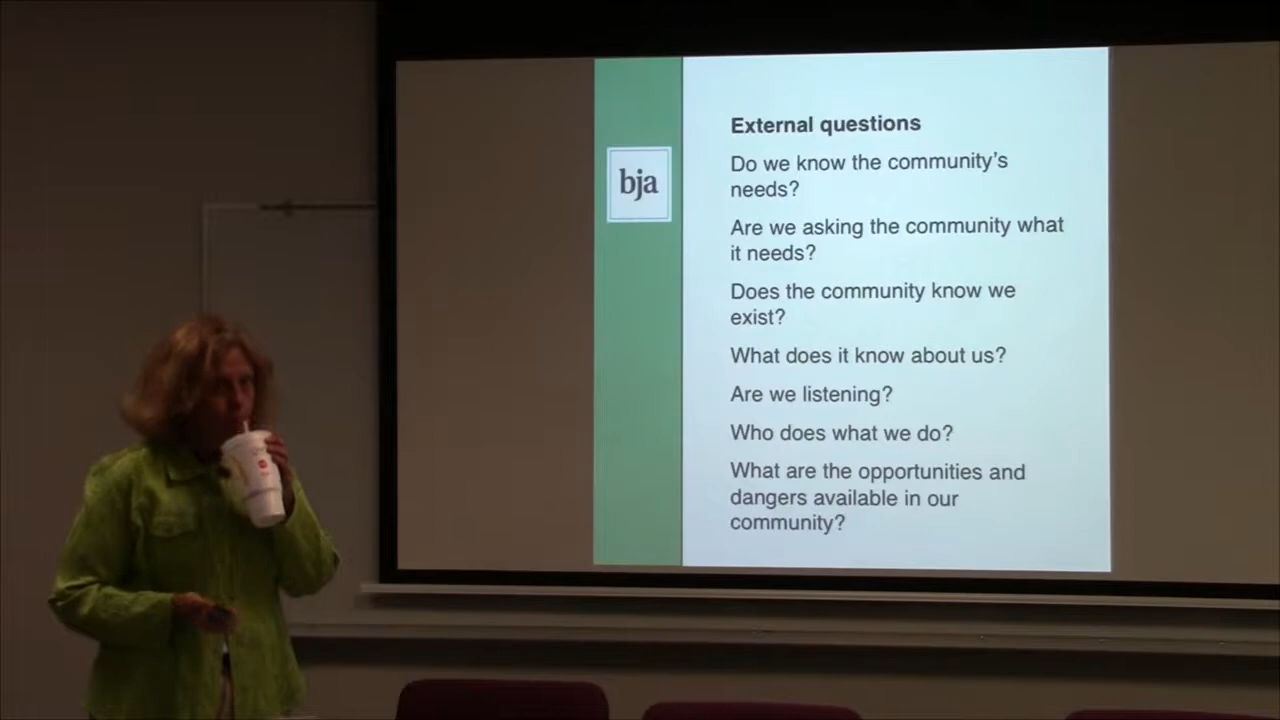 bja
External questions
Do we know the community's
needs?
Are we asking the community what
it needs?
Does the community know we
exist?
What does it know about us?
Are we listening?
Who does what we do?
What are the opportunities and
dangers available in our
community?